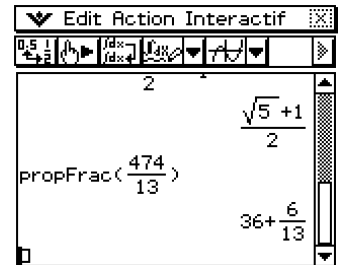 Edit Action Interactif
2
√5 +1
2
propFrac(474/13)
36+6/13